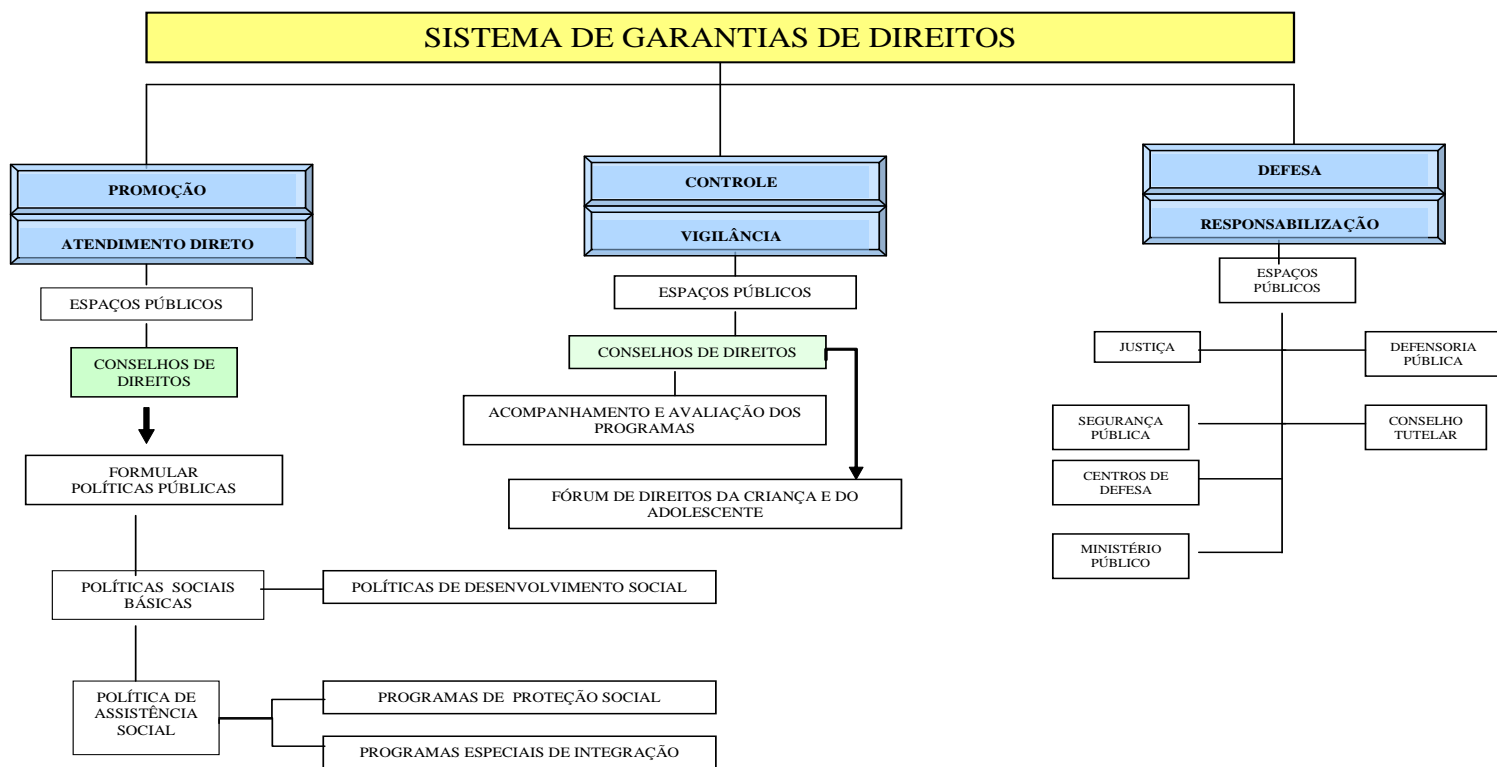 SISTEMA DE GARANTIAS DE DIREITOS
PROMOÇÃO
ATENDIMENTO DIRETO
ESPAÇOS PÚBLICOS
CONSELHOS DE
DIREITOS
FORMULAR
POLÍTICAS PÚBLICAS
POLÍTICAS SOCIAIS
BÁSICAS
POLÍTICAS DE DESENVOLVIMENTO SOCIAL
POLÍTICA DE
ASSISTÊNCIA
SOCIAL
PROGRAMAS DE PROTEÇÃO SOCIAL
PROGRAMAS ESPECIAIS DE INTEGRAÇÃO
CONTROLE
VIGILÂNCIA
ESPAÇOS PÚBLICOS
CONSELHOS DE DIREITOS
ACOMPANHAMENTO E AVALIAÇÃO DOS
PROGRAMAS
FÓRUM DE DIREITOS DA CRIANÇA E DO
ADOLESCENTE
DEFESA
RESPONSABILIZAÇÃO
ESPAÇOS
PÚBLICOS
JUSTIÇA
DEFENSORIA
PÚBLICA
SEGURANÇA
PÚBLICA
CONSELHO
TUTELAR
CENTROS DE
DEFESA
MINISTÉRIO
PÚBLICO